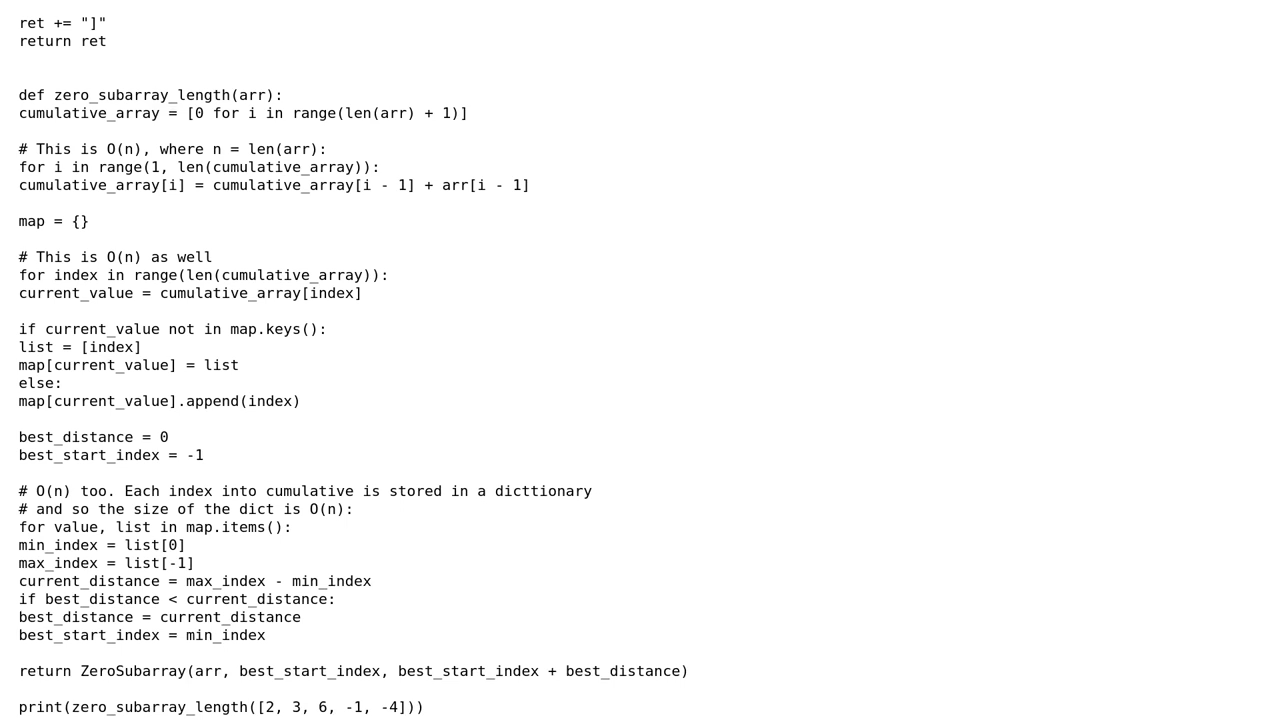 ret += "]"
return ret
def zero_subarray_length(arr):
cumulative_array = [0 for i in range(len(arr) + 1)]
# This is O(n), where n = len(arr):
for i in range(1, len(cumulative_array)):
cumulative_array[i] = cumulative_array[i - 1] + arr[i - 1]
map = {}
# This is O(n) as well
for index in range(len(cumulative_array)):
current_value = cumulative_array[index]
if current_value not in map.keys():
list = [index]
map[current_value] = list
else:
map[current_value].append(index)
best_distance = 0
best_start_index = -1
# O(n) too. Each index into cumulative is stored in a dicttionary
# and so the size of the dict is O(n):
for value, list in map.items():
min_index = list[0]
max_index = list[-1]
current_distance = max_index - min_index
if best_distance < current_distance:
best_distance = current_distance
best_start_index = min_index
return ZeroSubarray(arr, best_start_index, best_start_index + best_distance)
print(zero_subarray_length([2, 3, 6, -1, -4]))